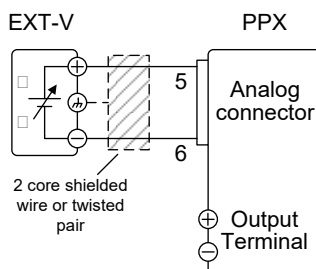 EXT-V
PPX
5
Analog
connector
6
2 core shielded
wire or twisted
pair
Output
Terminal